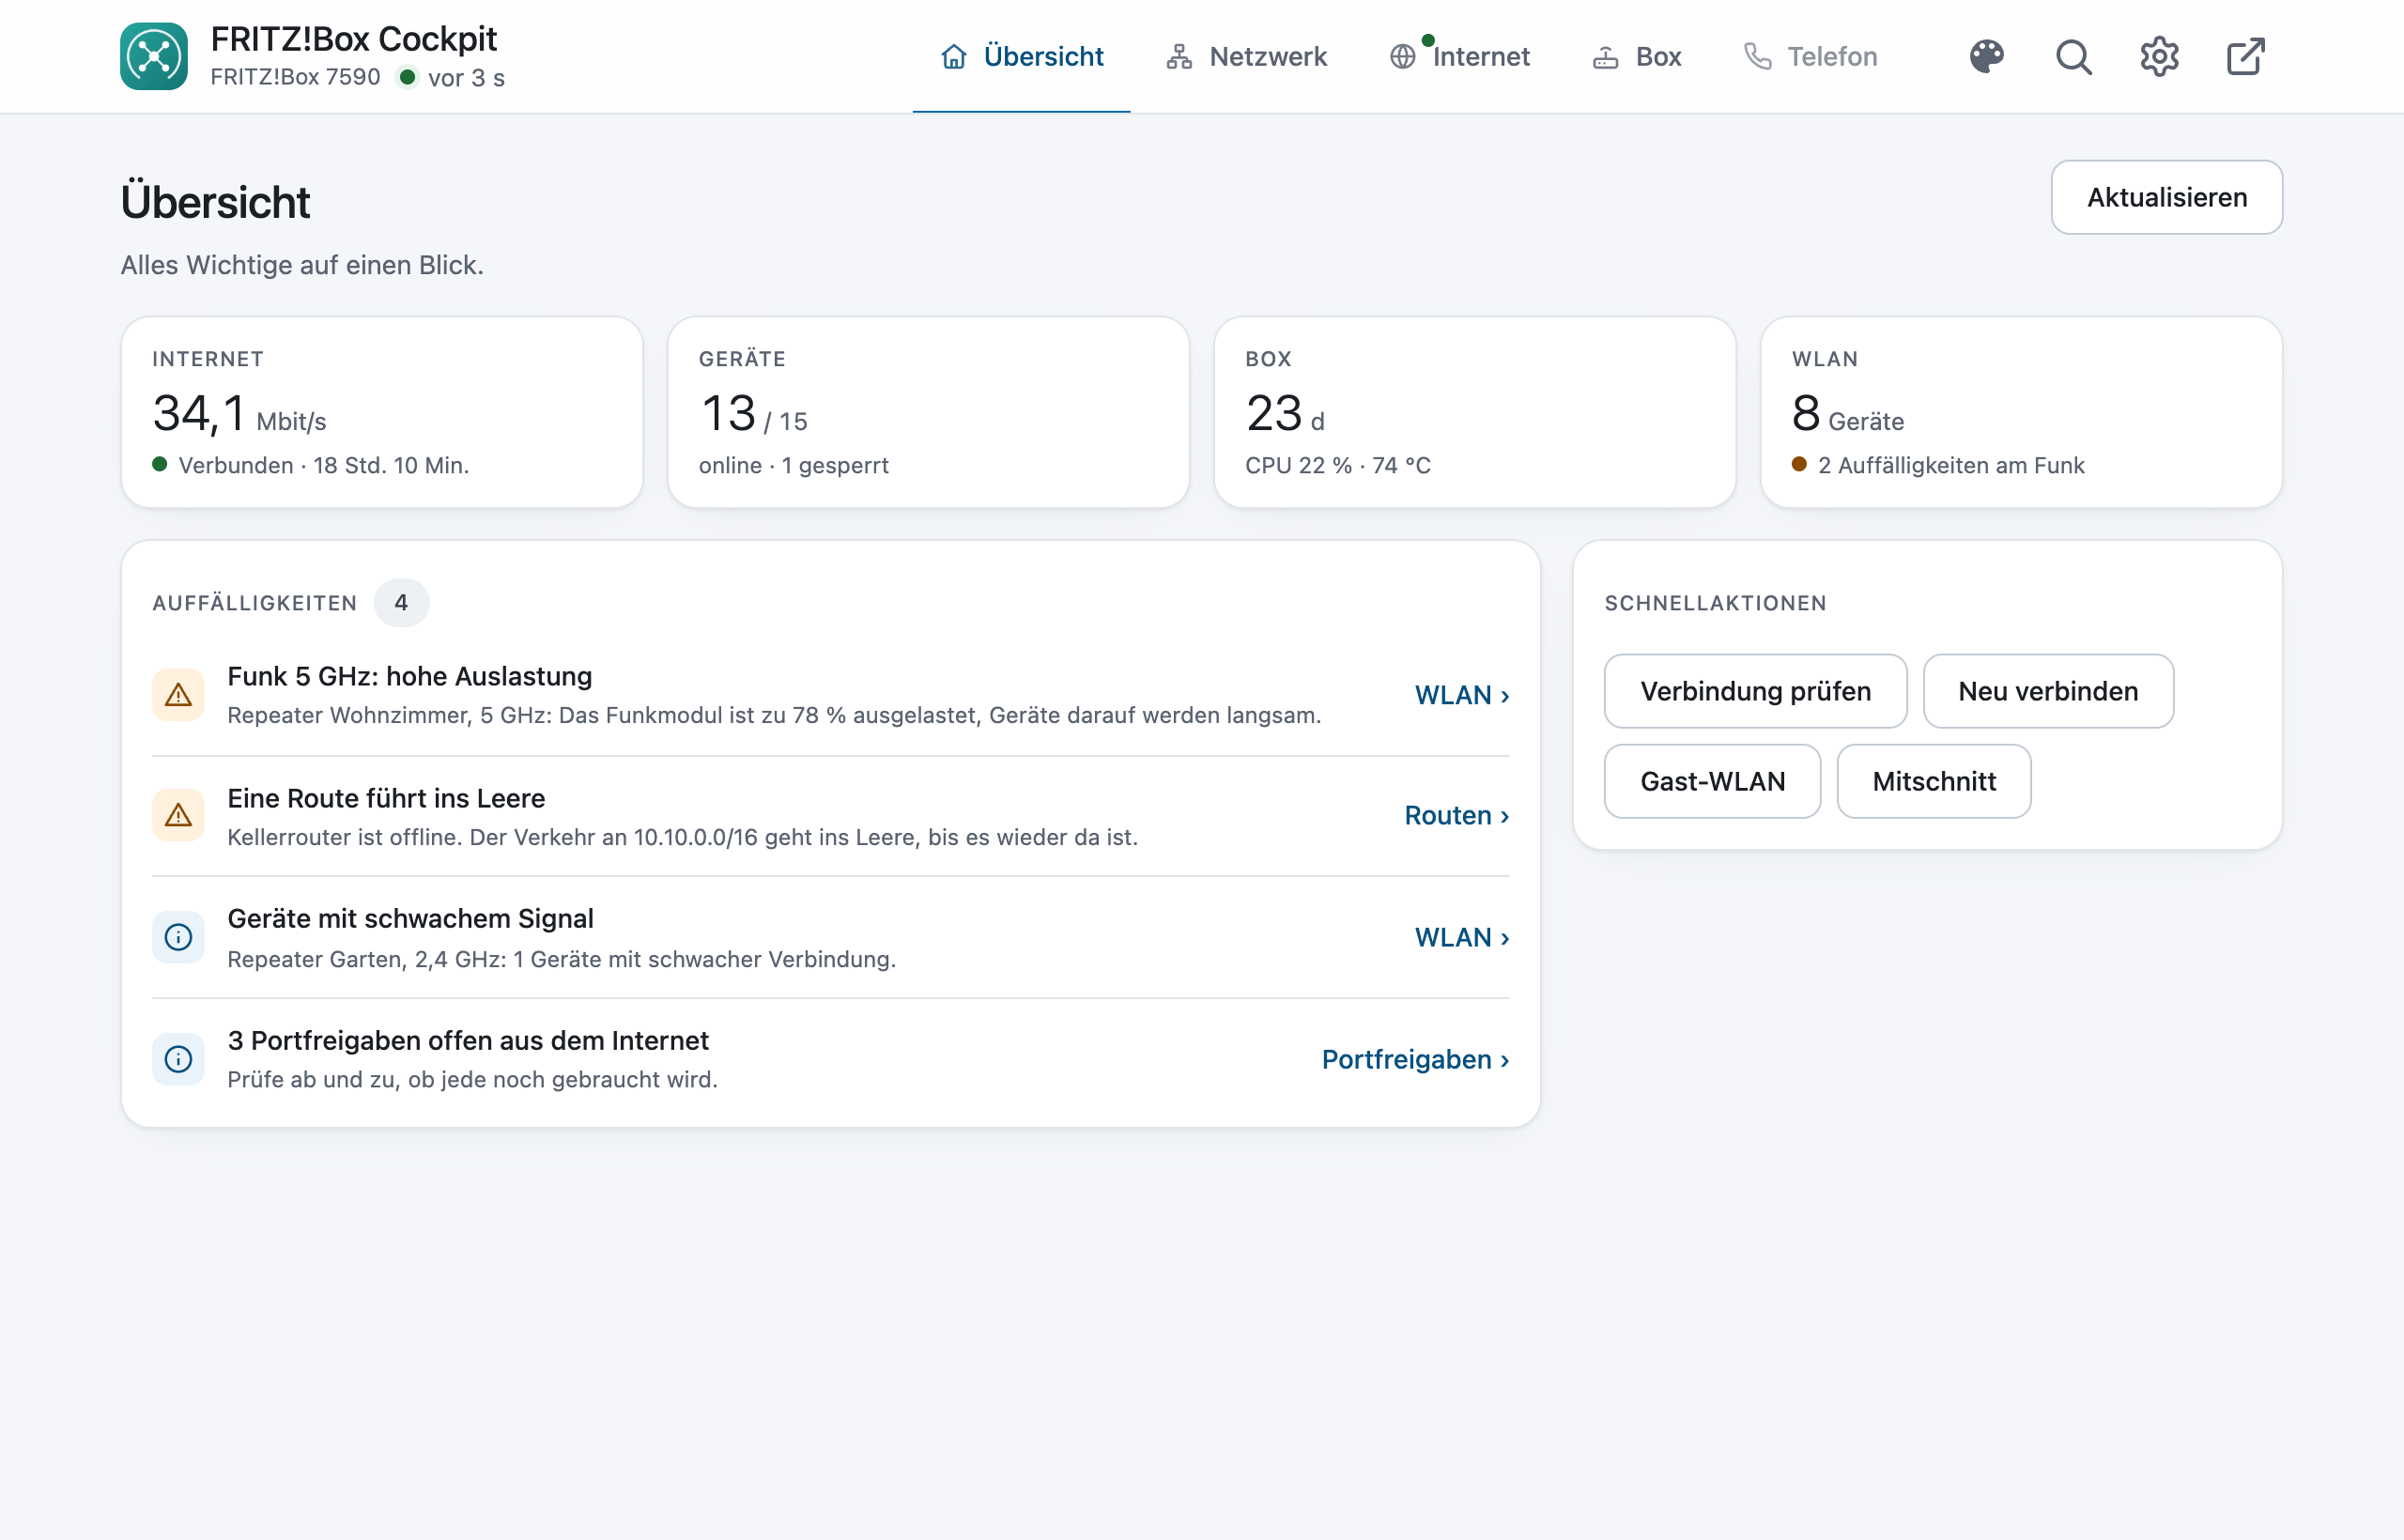 FRITZ!Box Cockpit
FRITZ!Box 7590 vor 3 s
Übersicht Netzwerk Internet Box Telefon
Übersicht
Aktualisieren
Alles Wichtige auf einen Blick.
INTERNET
34,1 Mbit/s
Verbunden · 18 Std. 10 Min.
GERÄTE
13 / 15
online · 1 gesperrt
BOX
23 d
CPU 22 % · 74 °C
WLAN
8 Geräte
2 Auffälligkeiten am Funk
AUFFÄLLIGKEITEN 4
Funk 5 GHz: hohe Auslastung
Repeater Wohnzimmer, 5 GHz: Das Funkmodul ist zu 78 % ausgelastet, Geräte darauf werden langsam.
WLAN ›
Eine Route führt ins Leere
Kellerrouter ist offline. Der Verkehr an 10.10.0.0/16 geht ins Leere, bis es wieder da ist.
Routen ›
Geräte mit schwachem Signal
Repeater Garten, 2,4 GHz: 1 Geräte mit schwacher Verbindung.
WLAN ›
3 Portfreigaben offen aus dem Internet
Prüfe ab und zu, ob jede noch gebraucht wird.
Portfreigaben ›
SCHNELLAKTIONEN
Verbindung prüfen
Neu verbinden
Gast-WLAN
Mitschnitt